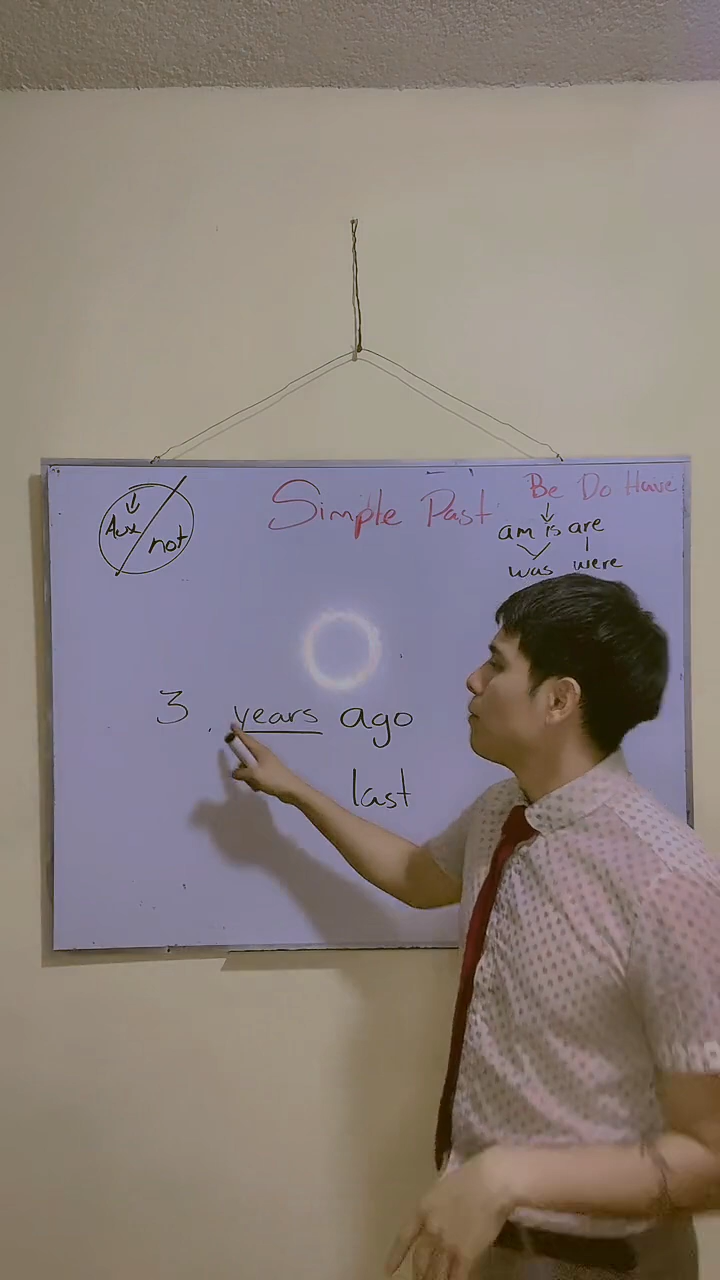 Simple Past
Be Do Have
am is are
was were
Aux/not
3 years ago
last